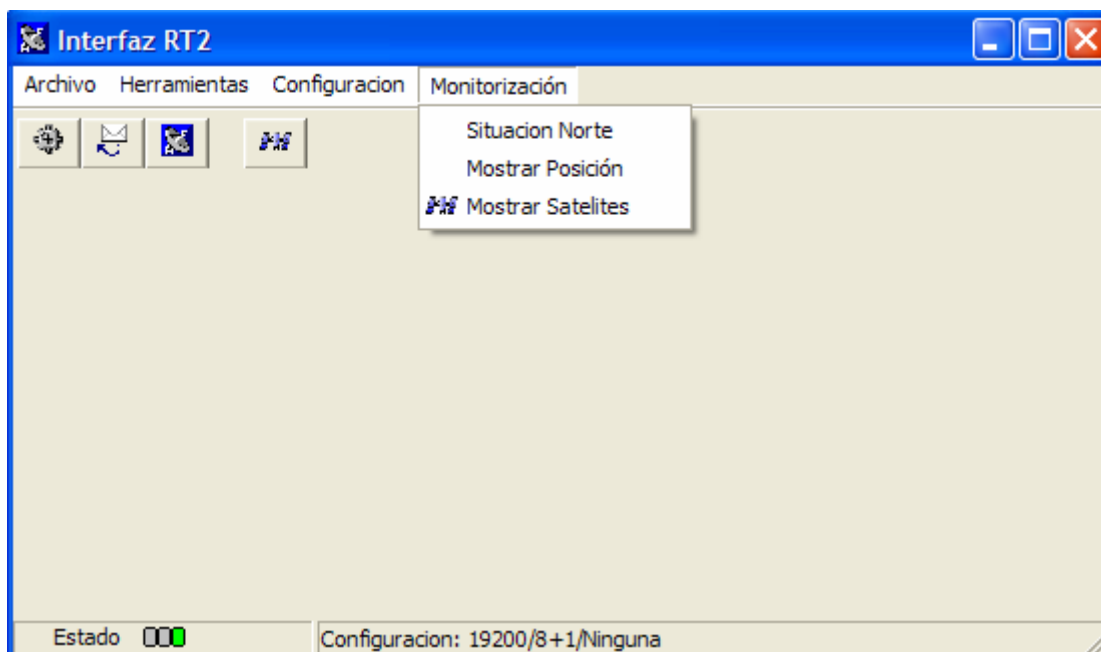 Interfaz RT2
Archivo Herramientas Configuracion Monitorización
Situacion Norte
Mostrar Posición
Mostrar Satelites
Estado Configuracion: 19200/8+1/Ninguna